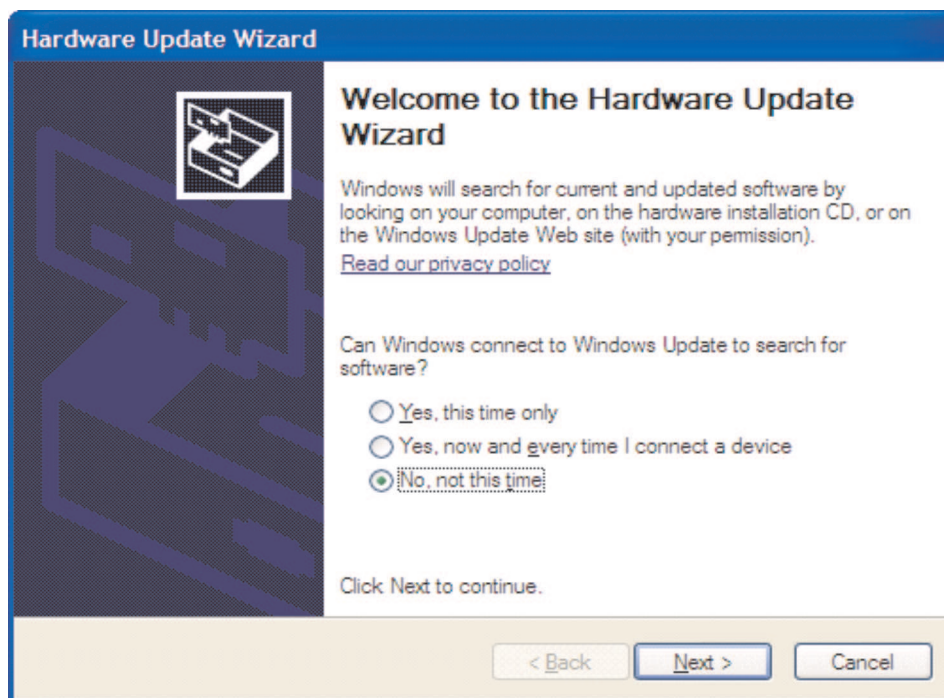 Hardware Update Wizard
Welcome to the Hardware Update
Wizard
Windows will search for current and updated software by
looking on your computer, on the hardware installation CD, or on
the Windows Update Web site (with your permission).
Read our privacy policy
Can Windows connect to Windows Update to search for
software?
Yes, this time only
Yes, now and every time I connect a device
No, not this time
Click Next to continue.
< Back
Next >
Cancel